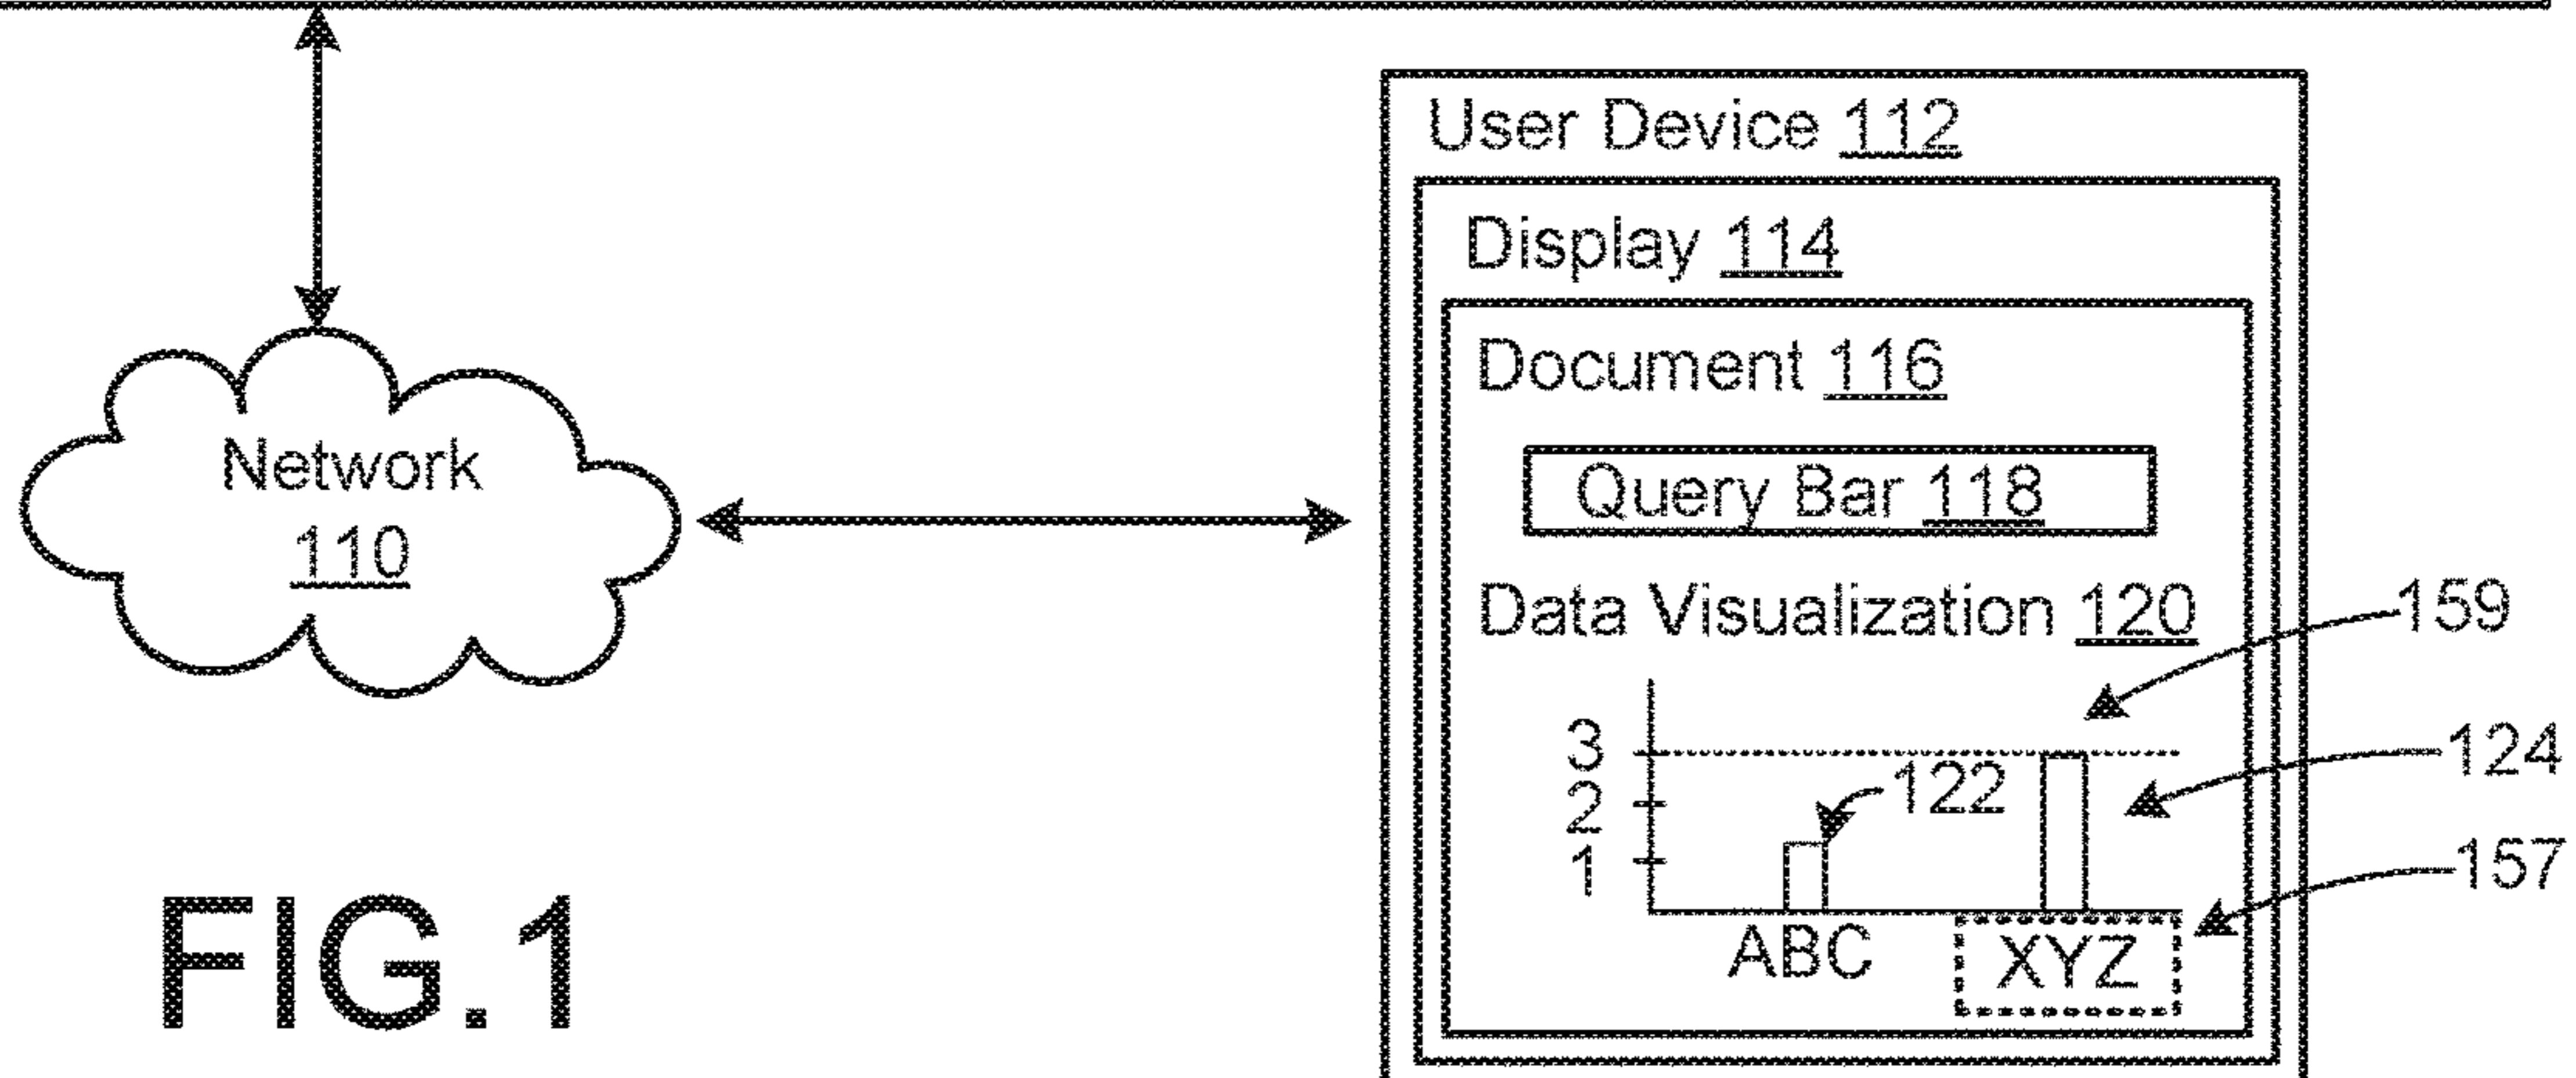 User Device 112
Display 114
Document 116
Network
110
Query Bar 118
Data Visualization 120
159
3
124
2
122
1
157
ABC
XYZ
FIG.1